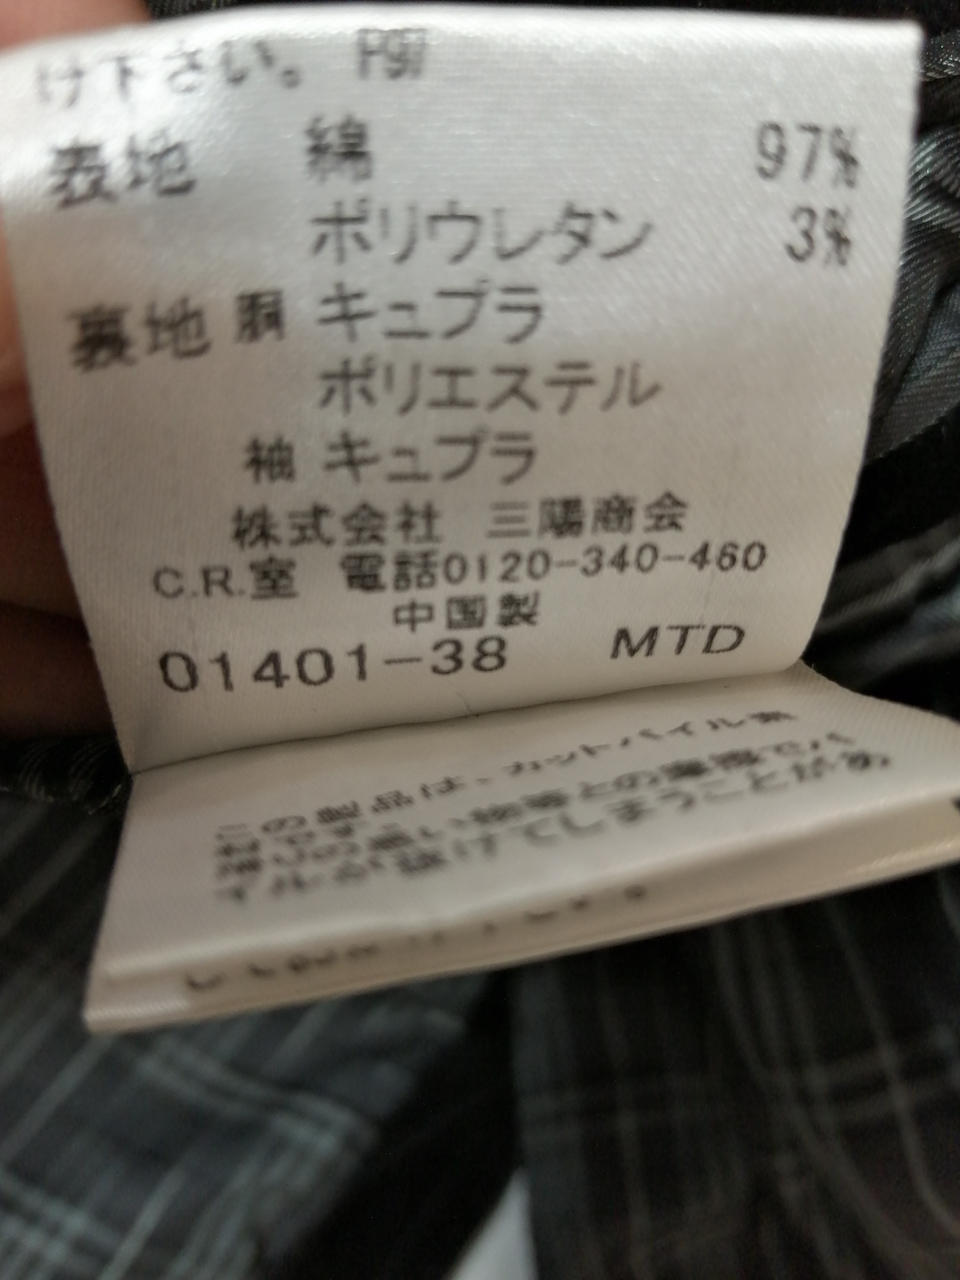 け下さい。 P97
表地 綿 97%
ポリウレタン 3%
裏地 胴 キュプラ
ポリエステル
袖 キュプラ
株式会社 三陽商会
C.R.室 電話0120-340-460
中国製
01401-38 MTD
この製品は、カットパイル
イルが抜けてしまうことがあ